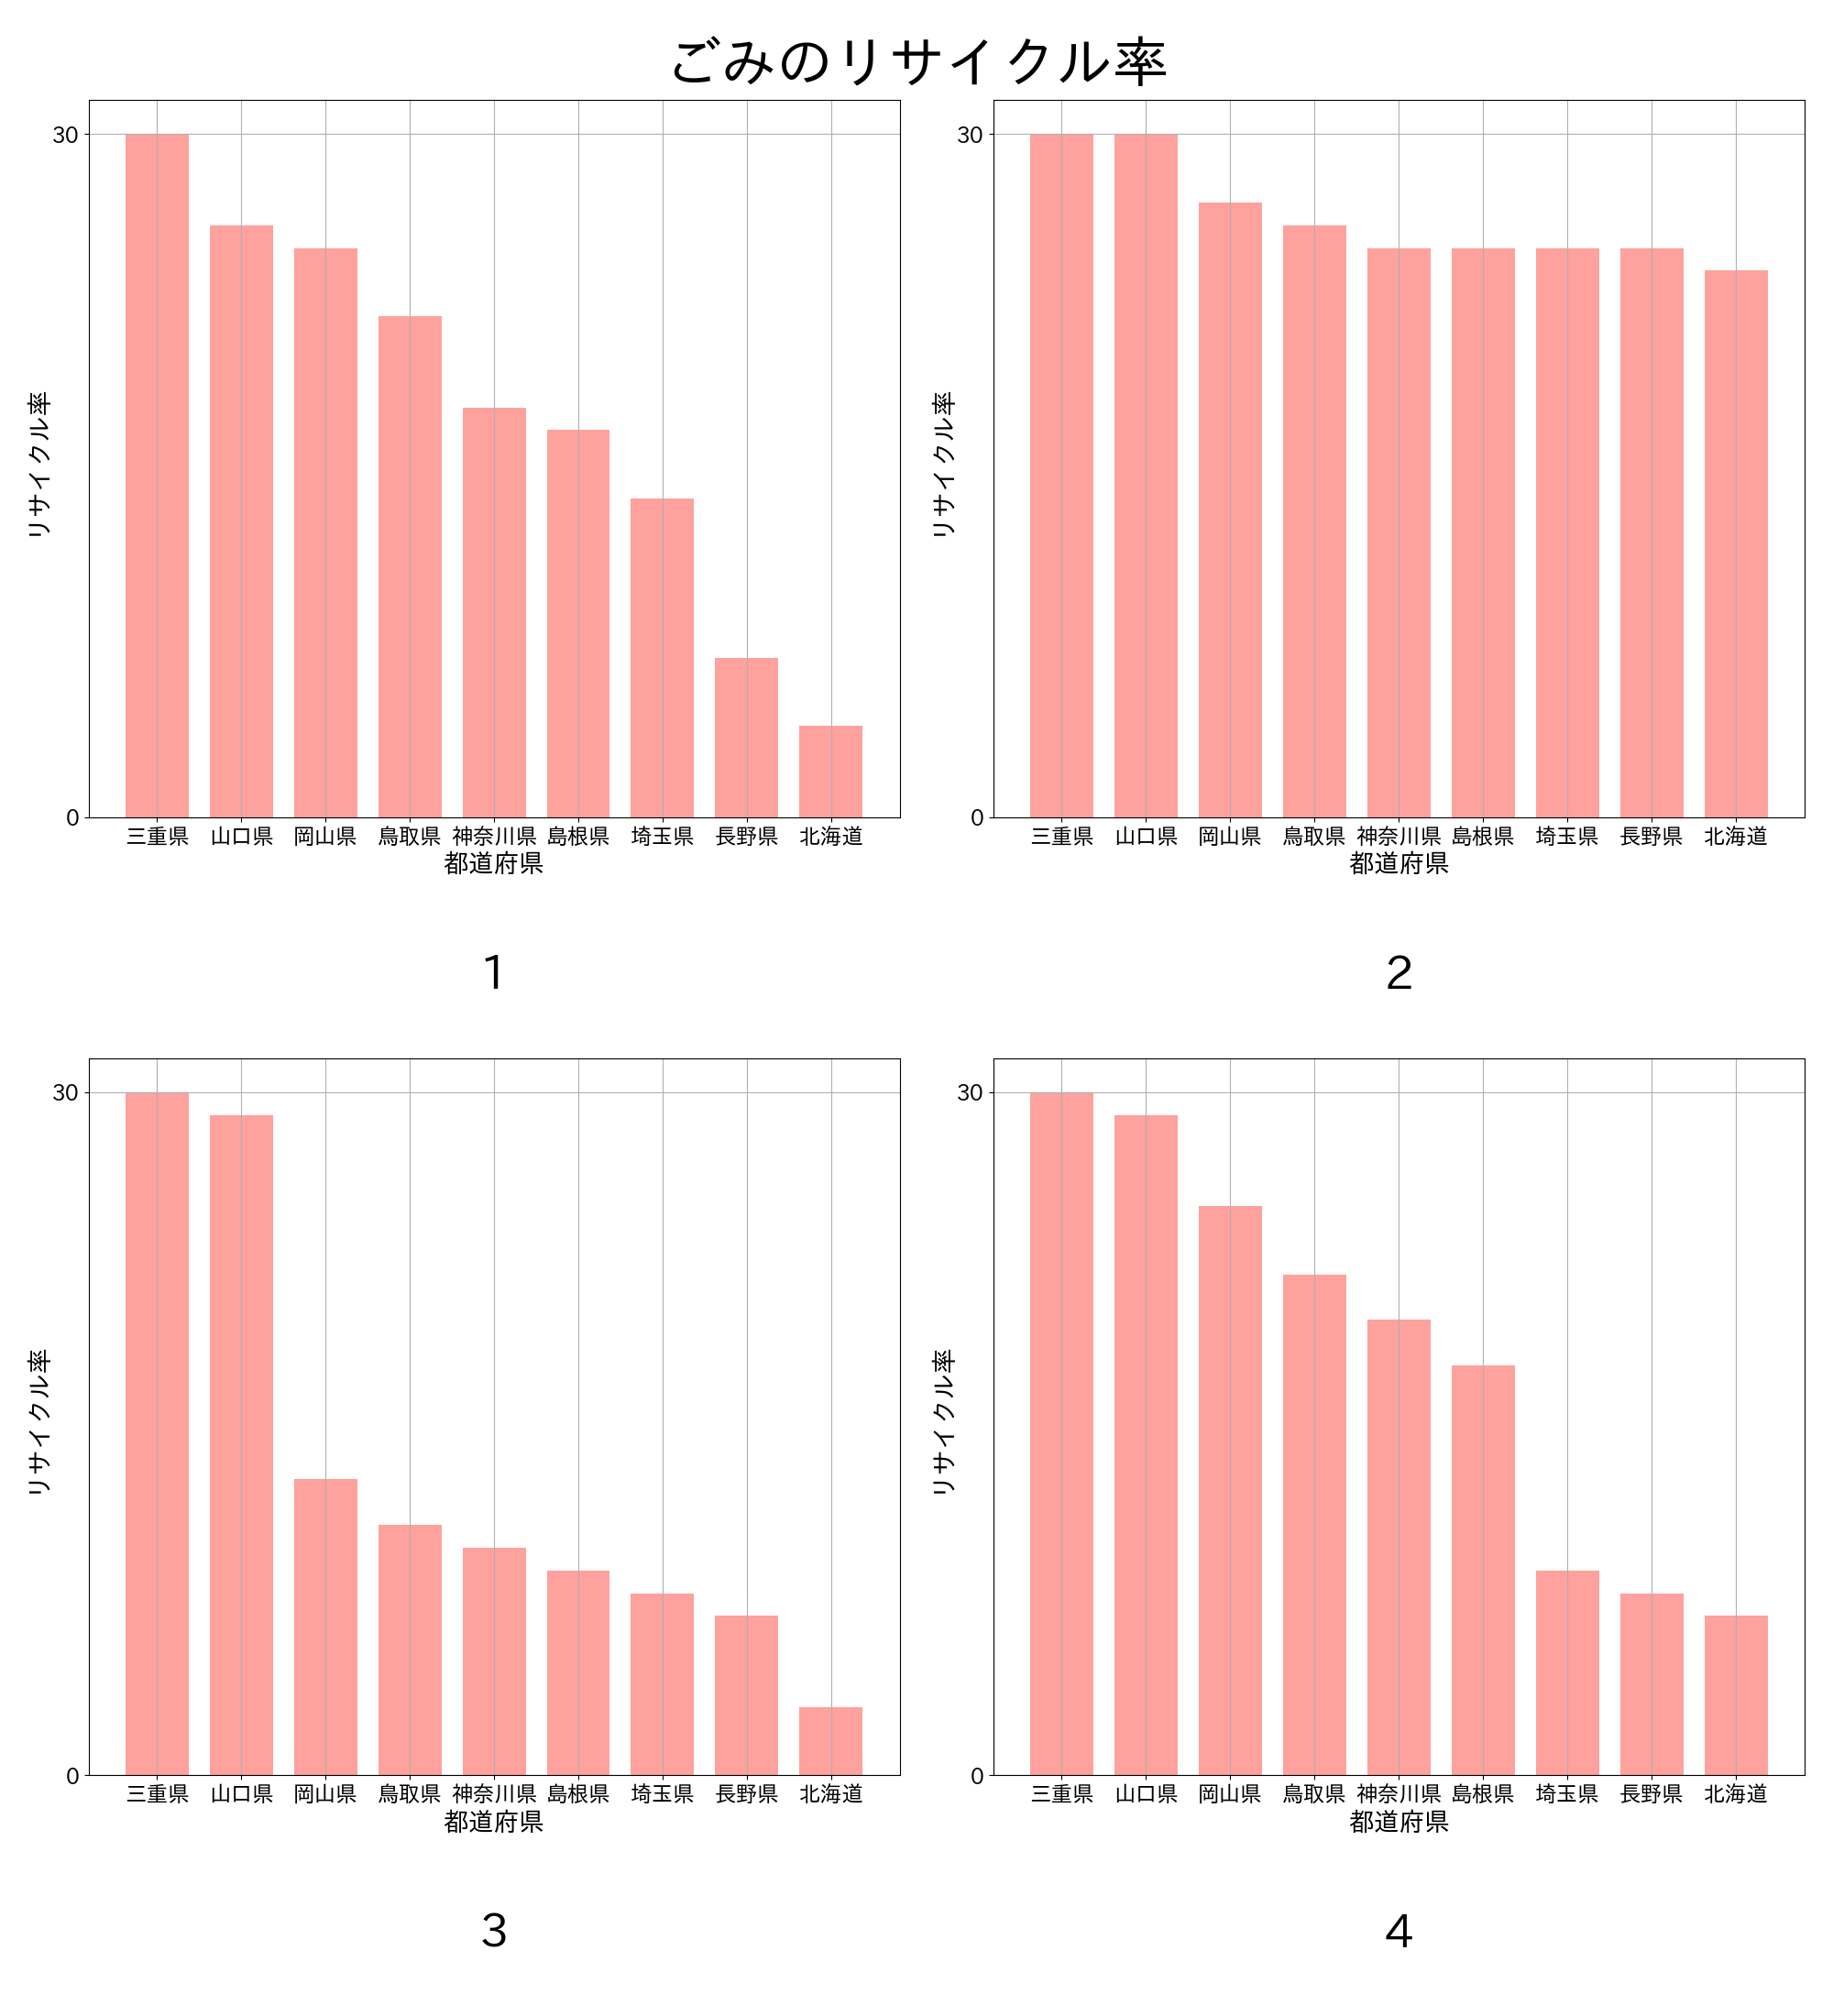 ごみのリサイクル率
30
0
リサイクル率
三重県 山口県 岡山県 鳥取県 神奈川県 島根県 埼玉県 長野県 北海道
都道府県
1
30
0
リサイクル率
三重県 山口県 岡山県 鳥取県 神奈川県 島根県 埼玉県 長野県 北海道
都道府県
2
30
0
リサイクル率
三重県 山口県 岡山県 鳥取県 神奈川県 島根県 埼玉県 長野県 北海道
都道府県
3
30
0
リサイクル率
三重県 山口県 岡山県 鳥取県 神奈川県 島根県 埼玉県 長野県 北海道
都道府県
4